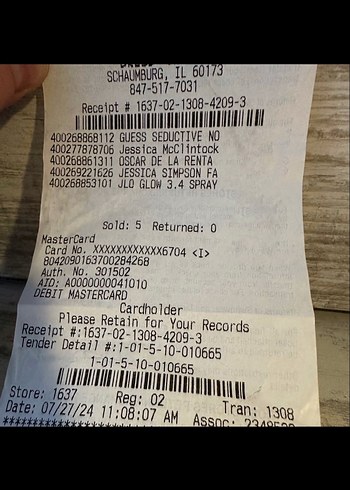 SCHAUMBURG, IL 60173
847-517-7031
Receipt # 1637-02-1308-4209-3
400268868112 GUESS SEDUCTIVE NO
400277878706 Jessica McClintock
400268861311 OSCAR DE LA RENTA
400269221626 JESSICA SIMPSON FA
400268853101 JLO GLOW 3.4 SPRAY
Sold: 5 Returned: 0
MasterCard
Card No. XXXXXXXXXXXX6704 <I>
8042090163700284268
Auth. No. 301502
AID: A0000000041010
DEBIT MASTERCARD
Cardholder
Please Retain for Your Records
Receipt #:1637-02-1308-4209-3
Tender Detail #:1-01-5-10-010665
1-01-5-10-010665
Store: 1637 Reg: 02 Tran: 1308
Date: 07/27/24 11:08:07 AM Assoc: